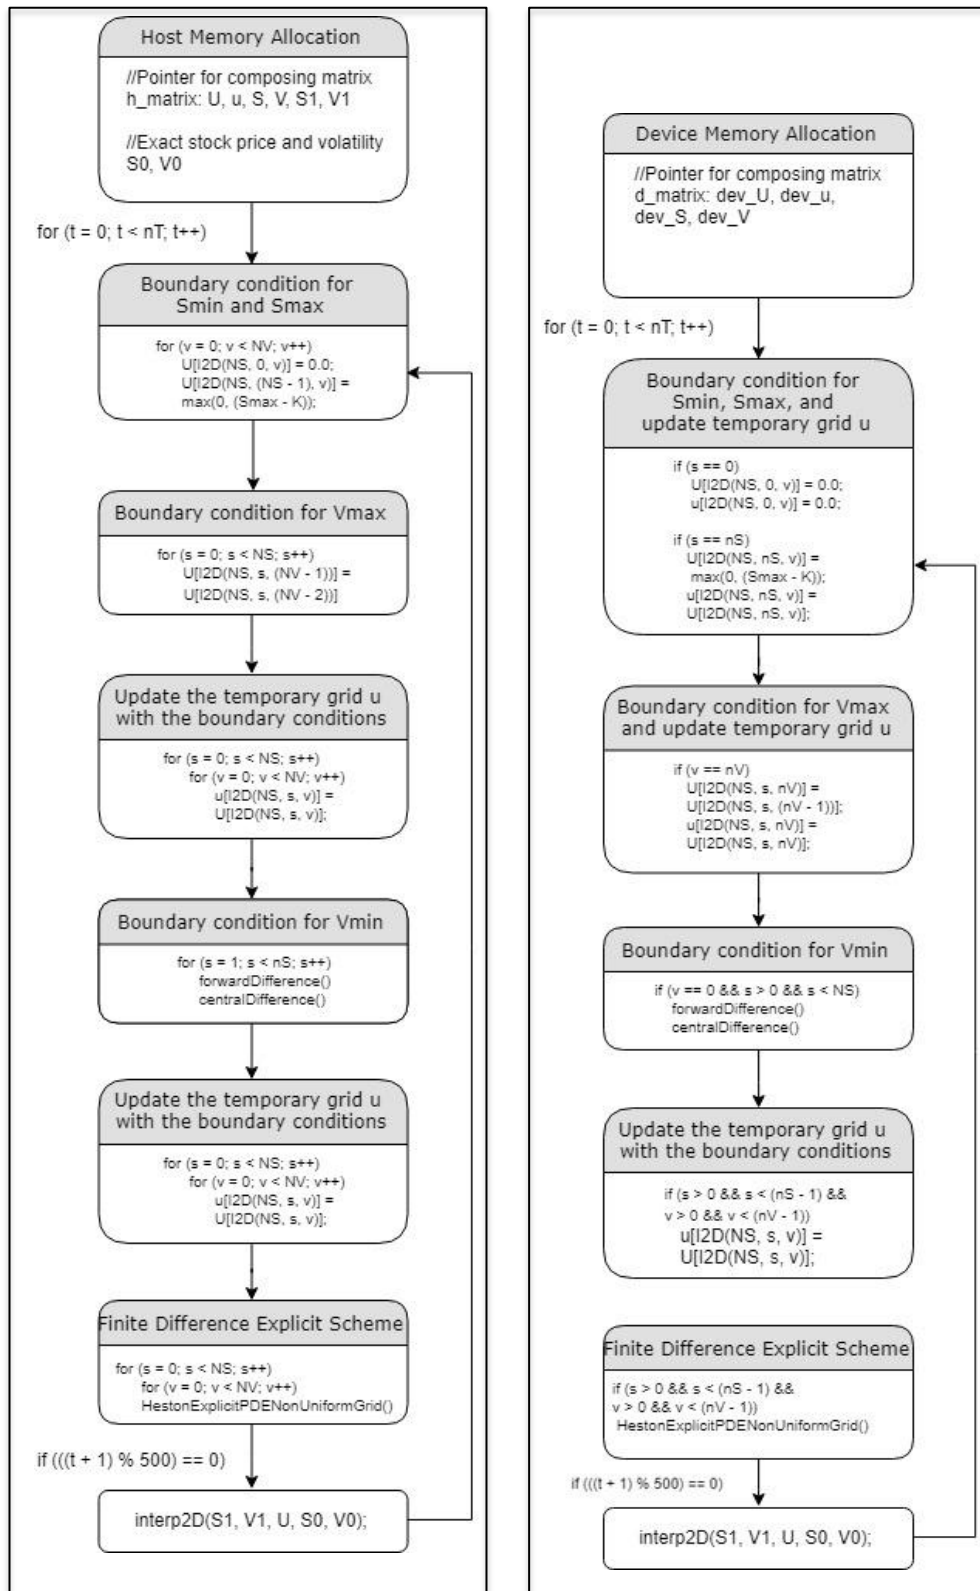 Host Memory Allocation
//Pointer for composing matrix
h_matrix: U, u, S, V, S1, V1
//Exact stock price and volatility
S0, V0
for (t = 0; t < nT; t++)
Boundary condition for
Smin and Smax
for (v = 0; v < NV; v++)
U[I2D(NS, 0, v)] = 0.0;
U[I2D(NS, (NS - 1), v)] =
max(0, (Smax - K));
Boundary condition for Vmax
for (s = 0; s < NS; s++)
U[I2D(NS, s, (NV - 1))] =
U[I2D(NS, s, (NV - 2))]
Update the temporary grid u
with the boundary conditions
for (s = 0; s < NS; s++)
for (v = 0; v < NV; v++)
u[I2D(NS, s, v)] =
U[I2D(NS, s, v)];
Boundary condition for Vmin
for (s = 1; s < nS; s++)
forwardDifference()
centralDifference()
Update the temporary grid u
with the boundary conditions
for (s = 0; s < NS; s++)
for (v = 0; v < NV; v++)
u[I2D(NS, s, v)] =
U[I2D(NS, s, v)];
Finite Difference Explicit Scheme
for (s = 0; s < NS; s++)
for (v = 0; v < NV; v++)
HestonExplicitPDENonUniformGrid()
if (((t + 1) % 500) == 0)
interp2D(S1, V1, U, S0, V0);
Device Memory Allocation
//Pointer for composing matrix
d_matrix: dev_U, dev_u,
dev_S, dev_V
for (t = 0; t < nT; t++)
Boundary condition for
Smin, Smax, and
update temporary grid u
if (s == 0)
U[I2D(NS, 0, v)] = 0.0;
u[I2D(NS, 0, v)] = 0.0;
if (s == nS)
U[I2D(NS, nS, v)] =
max(0, (Smax - K));
u[I2D(NS, nS, v)] =
U[I2D(NS, nS, v)];
Boundary condition for Vmax
and update temporary grid u
if (v == nV)
U[I2D(NS, s, nV)] =
U[I2D(NS, s, (nV - 1))];
u[I2D(NS, s, nV)] =
U[I2D(NS, s, nV)];
Boundary condition for Vmin
if (v == 0 && s > 0 && s < NS)
forwardDifference()
centralDifference()
Update the temporary grid u
with the boundary conditions
if (s > 0 && s < (nS - 1) &&
v > 0 && v < (nV - 1))
u[I2D(NS, s, v)] =
U[I2D(NS, s, v)];
Finite Difference Explicit Scheme
if (s > 0 && s < (nS - 1) &&
v > 0 && v < (nV - 1))
HestonExplicitPDENonUniformGrid()
if (((t + 1) % 500) == 0)
interp2D(S1, V1, U, S0, V0);